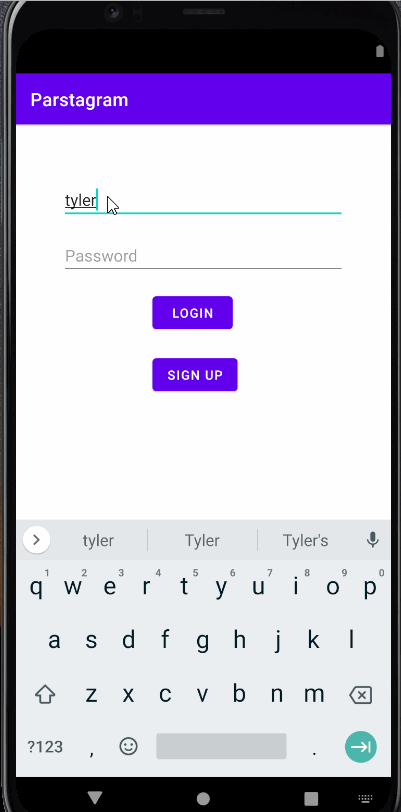 Parstagram
tyler
Password
LOGIN
SIGN UP
tyler Tyler Tyler's
q1 w2 e3 r4 t5 y6 u7 i8 o9 p0
a s d f g h j k l
z x c v b n m
?123 , .